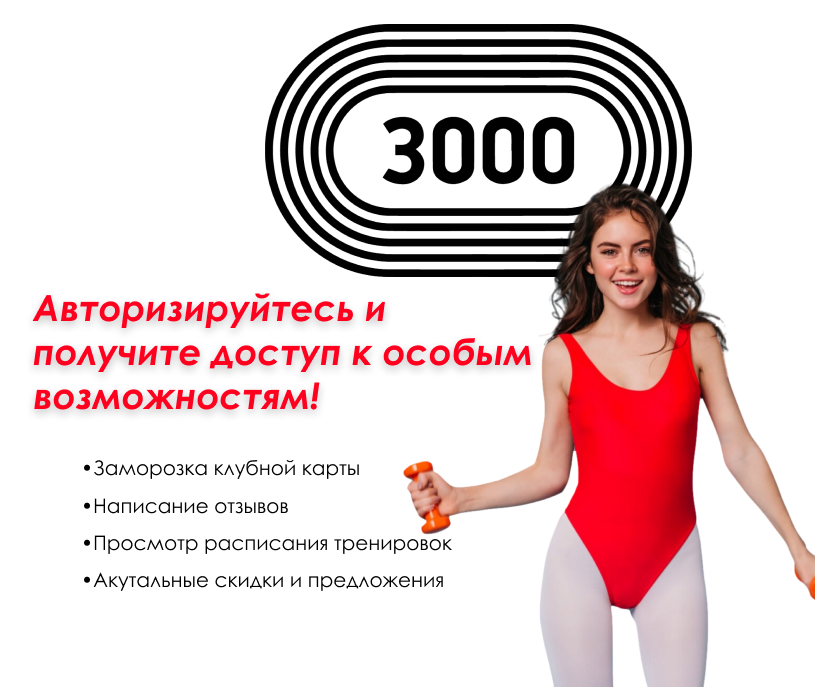 3000
Авторизируйтесь и
получите доступ к особым
возможностям!
•Заморозка клубной карты
•Написание отзывов
•Просмотр расписания тренировок
•Акутальные скидки и предложения